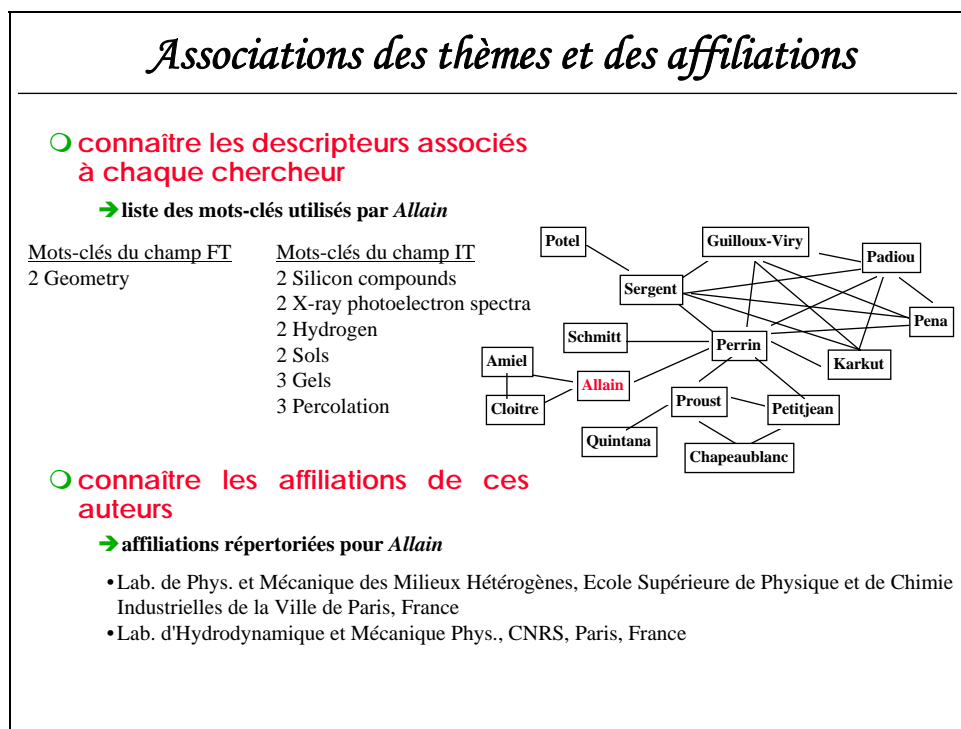 Associations des thèmes et des affiliations
connaître les descripteurs associés
à chaque chercheur
liste des mots-clés utilisés par Allain
Mots-clés du champ FT
2 Geometry
Mots-clés du champ IT
2 Silicon compounds
2 X-ray photoelectron spectra
2 Hydrogen
2 Sols
3 Gels
3 Percolation
Potel
Guilloux-Viry
Padiou
Sergent
Pena
Schmitt
Perrin
Karkut
Amiel
Allain
Cloitre
Proust
Petitjean
Quintana
Chapeaublanc
connaître les affiliations de ces
auteurs
affiliations répertoriées pour Allain
•Lab. de Phys. et Mécanique des Milieux Hétérogènes, Ecole Supérieure de Physique et de Chimie
Industrielles de la Ville de Paris, France
•Lab. d'Hydrodynamique et Mécanique Phys., CNRS, Paris, France